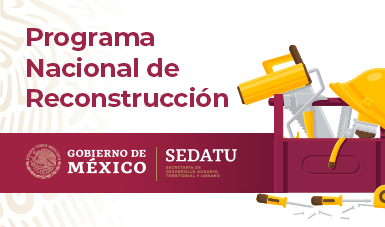 Programa
Nacional de
Reconstrucción
GOBIERNO DE
MÉXICO
SEDATU
SECRETARÍA DE
DESARROLLO AGRARIO,
TERRITORIAL Y URBANO